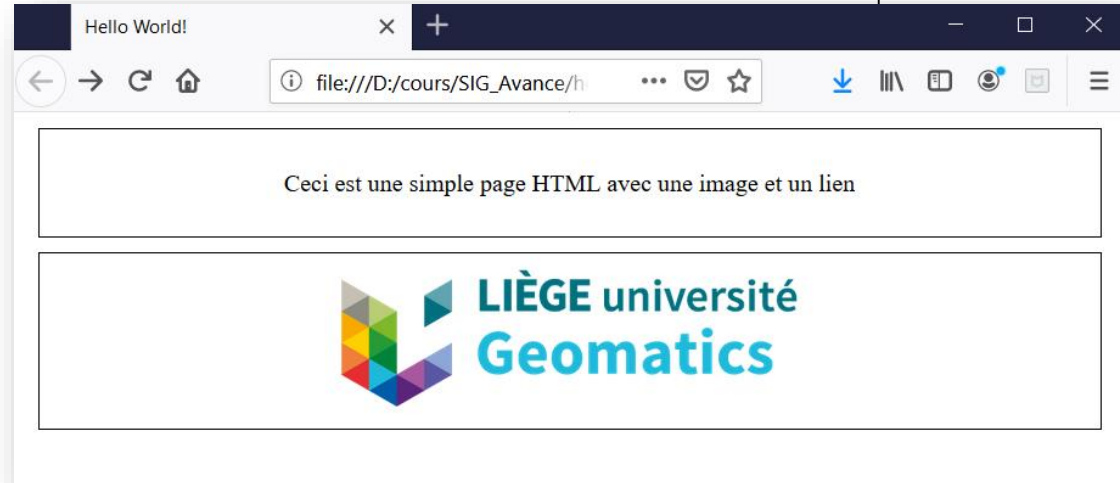 Hello World!
file:///D:/cours/SIG_Avance/h
Ceci est une simple page HTML avec une image et un lien
LIÈGE université
Geomatics